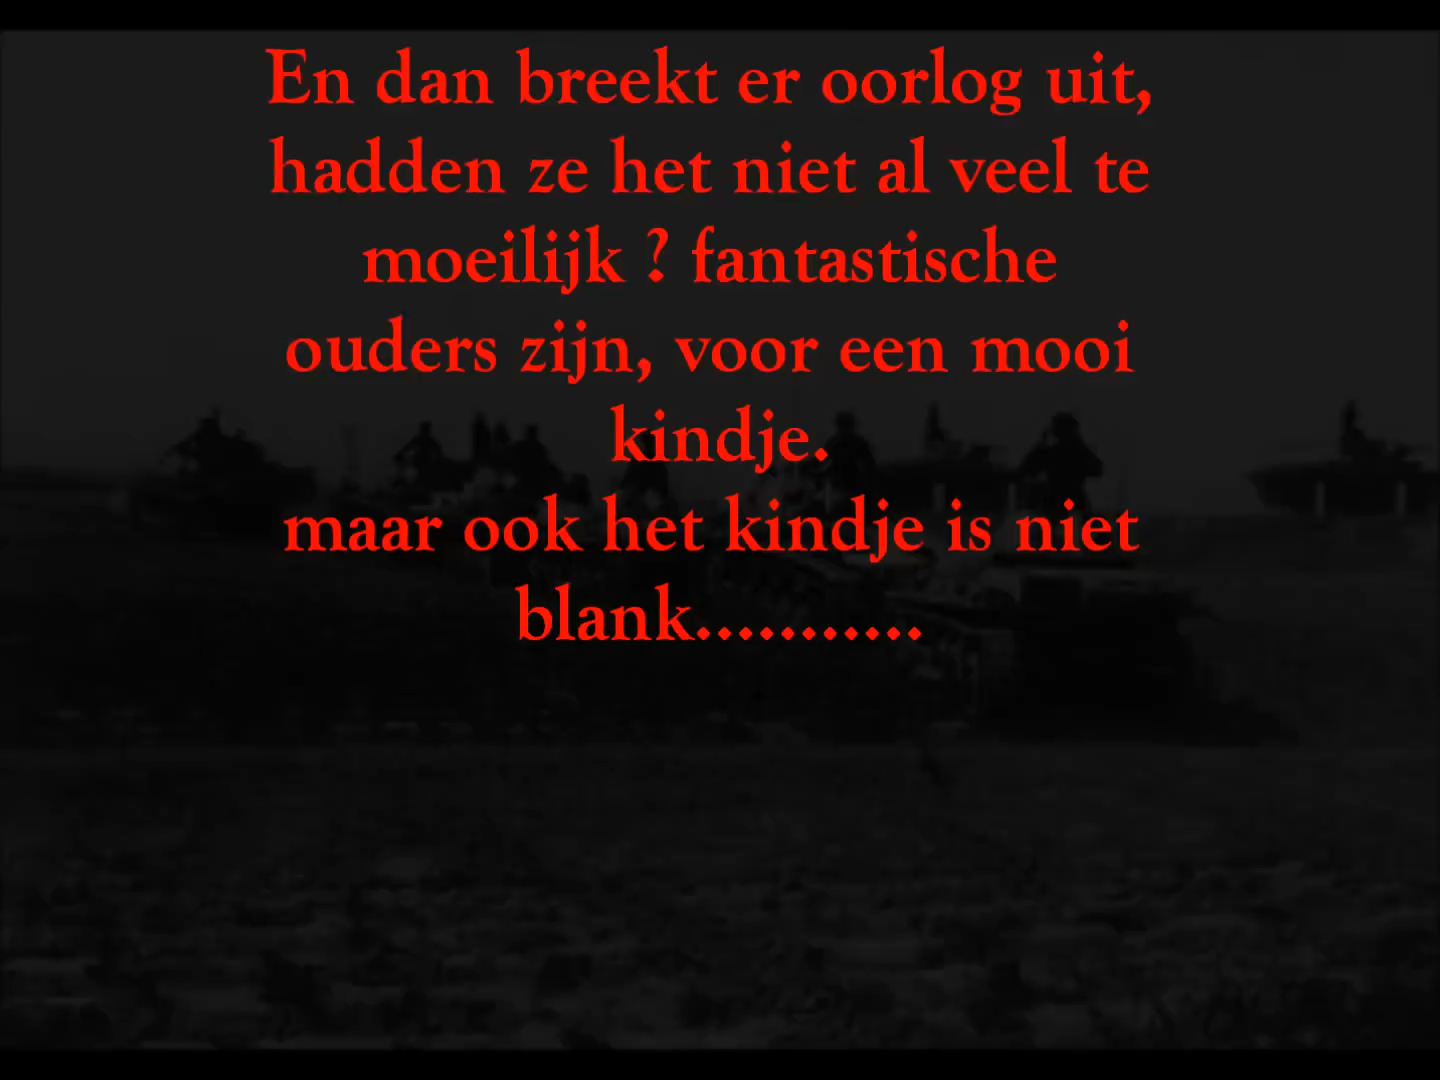 En dan breekt er oorlog uit,
hadden ze het niet al veel te
moeilijk ? fantastische
ouders zijn, voor een mooi
kindje.
maar ook het kindje is niet
blank...........